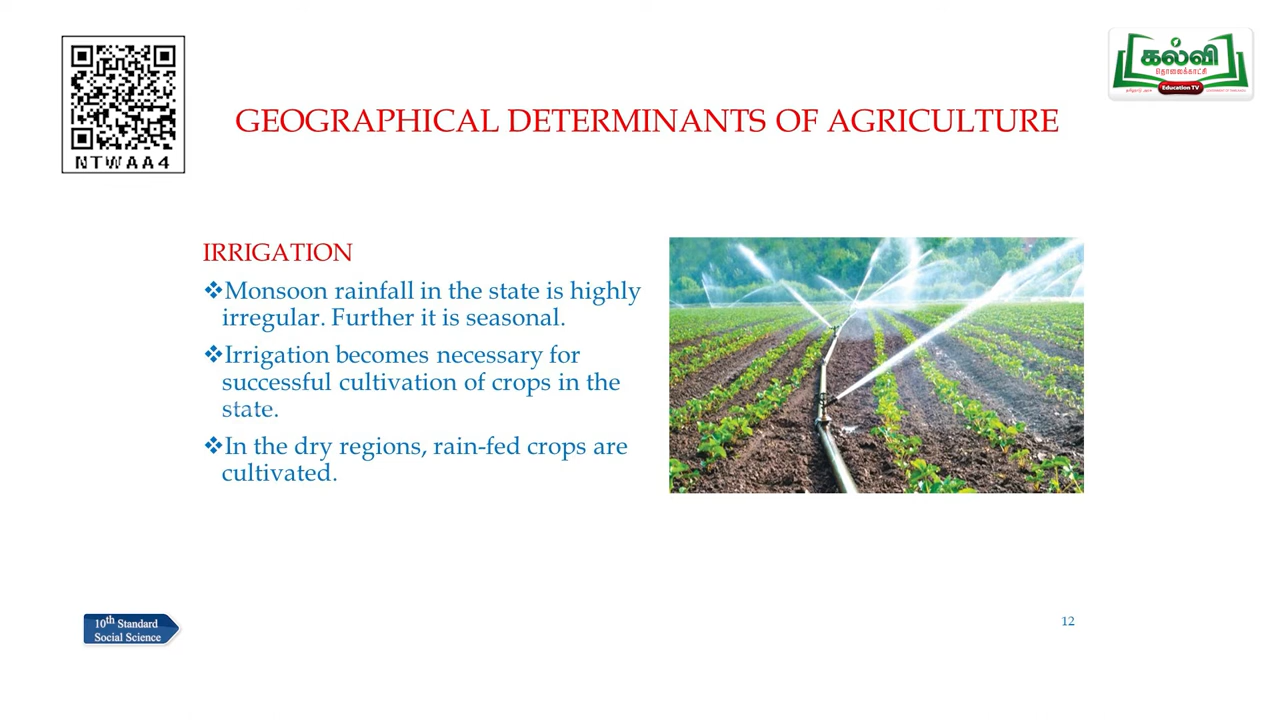 NTWAA4
கல்வி
தொலைக்காட்சி
Education TV
GEOGRAPHICAL DETERMINANTS OF AGRICULTURE
IRRIGATION
❖Monsoon rainfall in the state is highly
irregular. Further it is seasonal.
❖Irrigation becomes necessary for
successful cultivation of crops in the
state.
❖In the dry regions, rain-fed crops are
cultivated.
10th Standard
Social Science
12